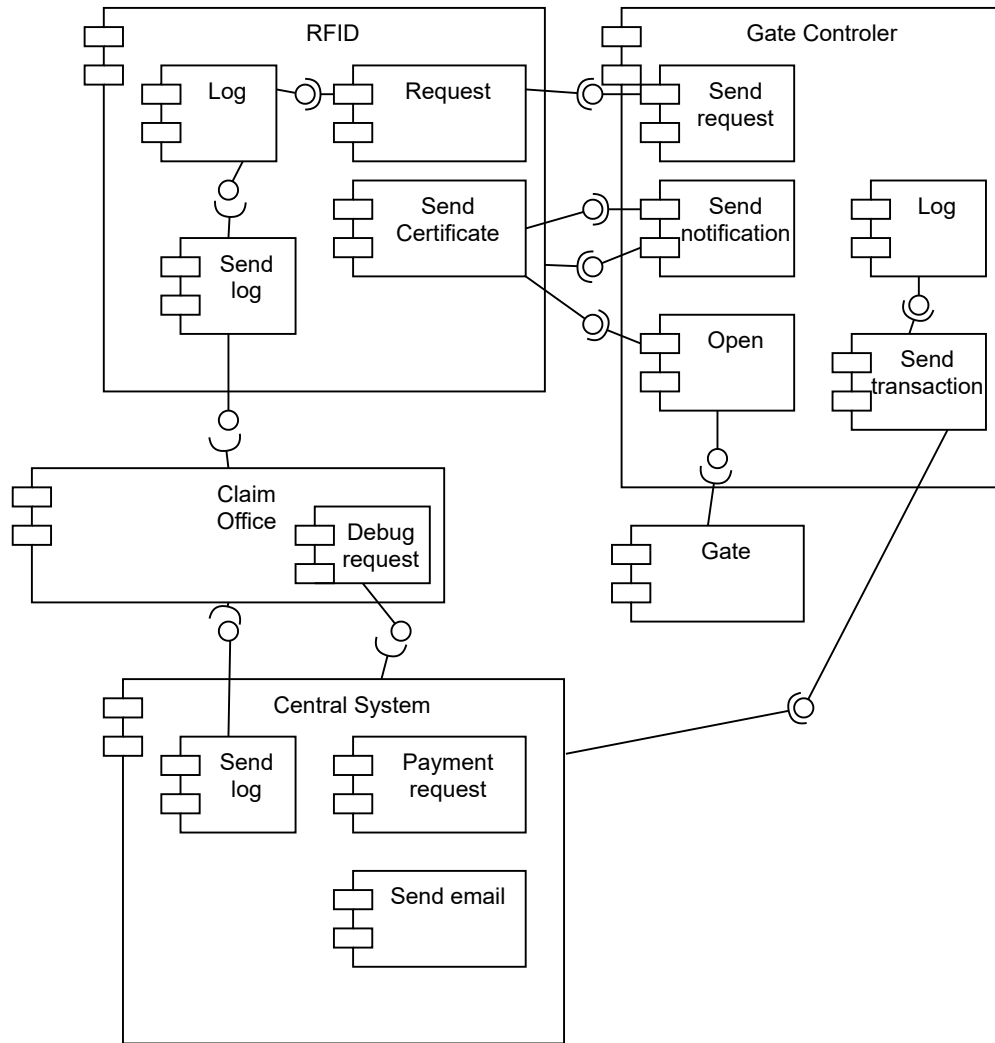 RFID
Gate Controler
Log
Request
Send
request
Send
Certificate
Send
notification
Log
Send
log
Open
Send
transaction
Claim
Office
Debug
request
Gate
Central System
Send
log
Payment
request
Send email